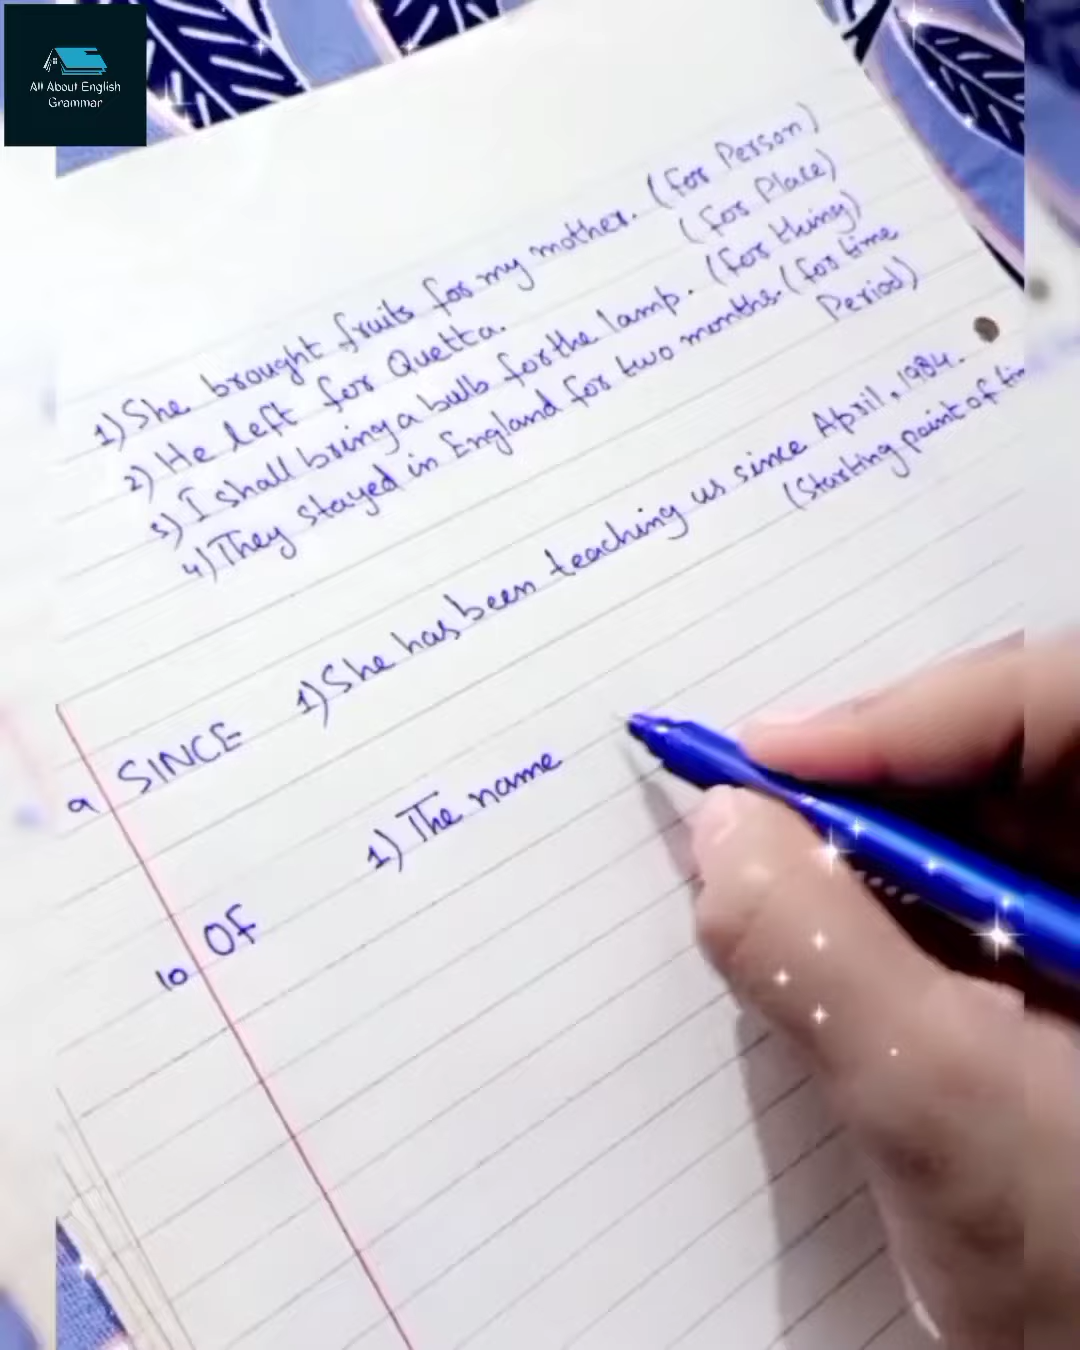 All About English
Grammar
1) She brought fruits for my mother. (for Person)
2) He left for Quetta. (for Place)
3) I shall bring a bulb for the lamp. (for thing)
4) They stayed in England for two months. (for time
Period)
9 SINCE 1) She has been teaching us since April, 1984.
(Starting point of tim
10 OF 1) The name